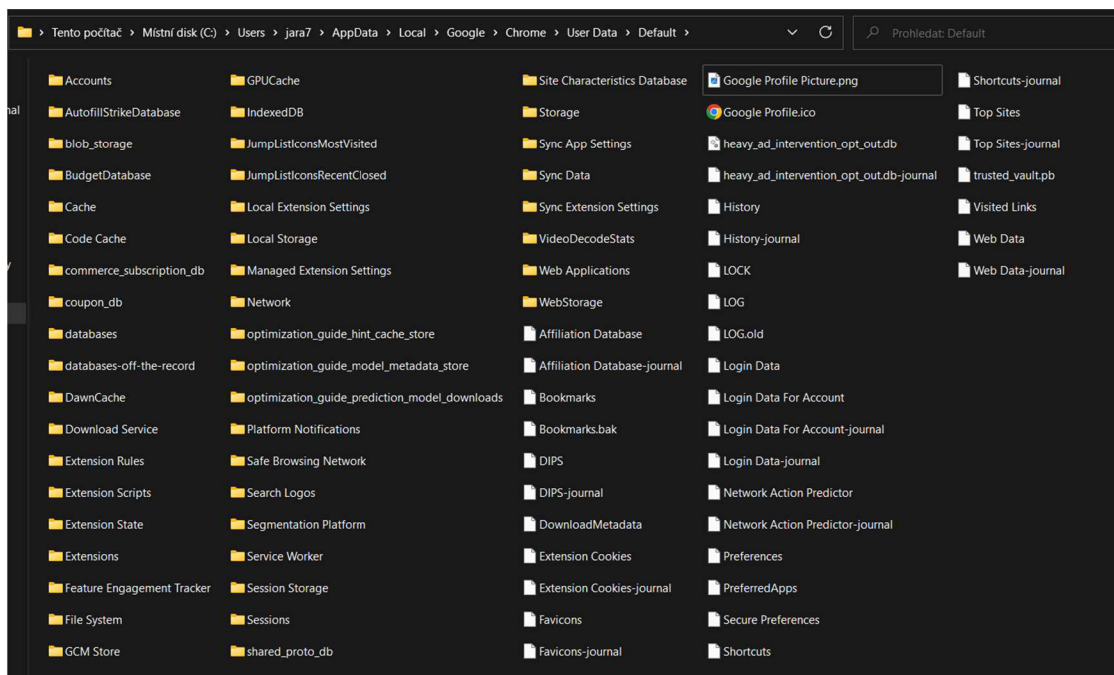 Tento počítač > Místní disk (C:) > Users > jara7 > AppData > Local > Google > Chrome > User Data > Default >
Prohledat: Default
Accounts
AutofillStrikeDatabase
blob_storage
BudgetDatabase
Cache
Code Cache
commerce_subscription_db
coupon_db
databases
databases-off-the-record
DawnCache
Download Service
Extension Rules
Extension Scripts
Extension State
Extensions
Feature Engagement Tracker
File System
GCM Store
GPUCache
IndexedDB
JumpListIconsMostVisited
JumpListIconsRecentClosed
Local Extension Settings
Local Storage
Managed Extension Settings
Network
optimization_guide_hint_cache_store
optimization_guide_model_metadata_store
optimization_guide_prediction_model_downloads
Platform Notifications
Safe Browsing Network
Search Logos
Segmentation Platform
Service Worker
Session Storage
Sessions
shared_proto_db
Site Characteristics Database
Storage
Sync App Settings
Sync Data
Sync Extension Settings
VideoDecodeStats
Web Applications
WebStorage
Affiliation Database
Affiliation Database-journal
Bookmarks
Bookmarks.bak
DIPS
DIPS-journal
DownloadMetadata
Extension Cookies
Extension Cookies-journal
Favicons
Favicons-journal
Google Profile Picture.png
Google Profile.ico
heavy_ad_intervention_opt_out.db
heavy_ad_intervention_opt_out.db-journal
History
History-journal
LOCK
LOG
LOG.old
Login Data
Login Data For Account
Login Data For Account-journal
Login Data-journal
Network Action Predictor
Network Action Predictor-journal
Preferences
PreferredApps
Secure Preferences
Shortcuts
Shortcuts-journal
Top Sites
Top Sites-journal
trusted_vault.pb
Visited Links
Web Data
Web Data-journal